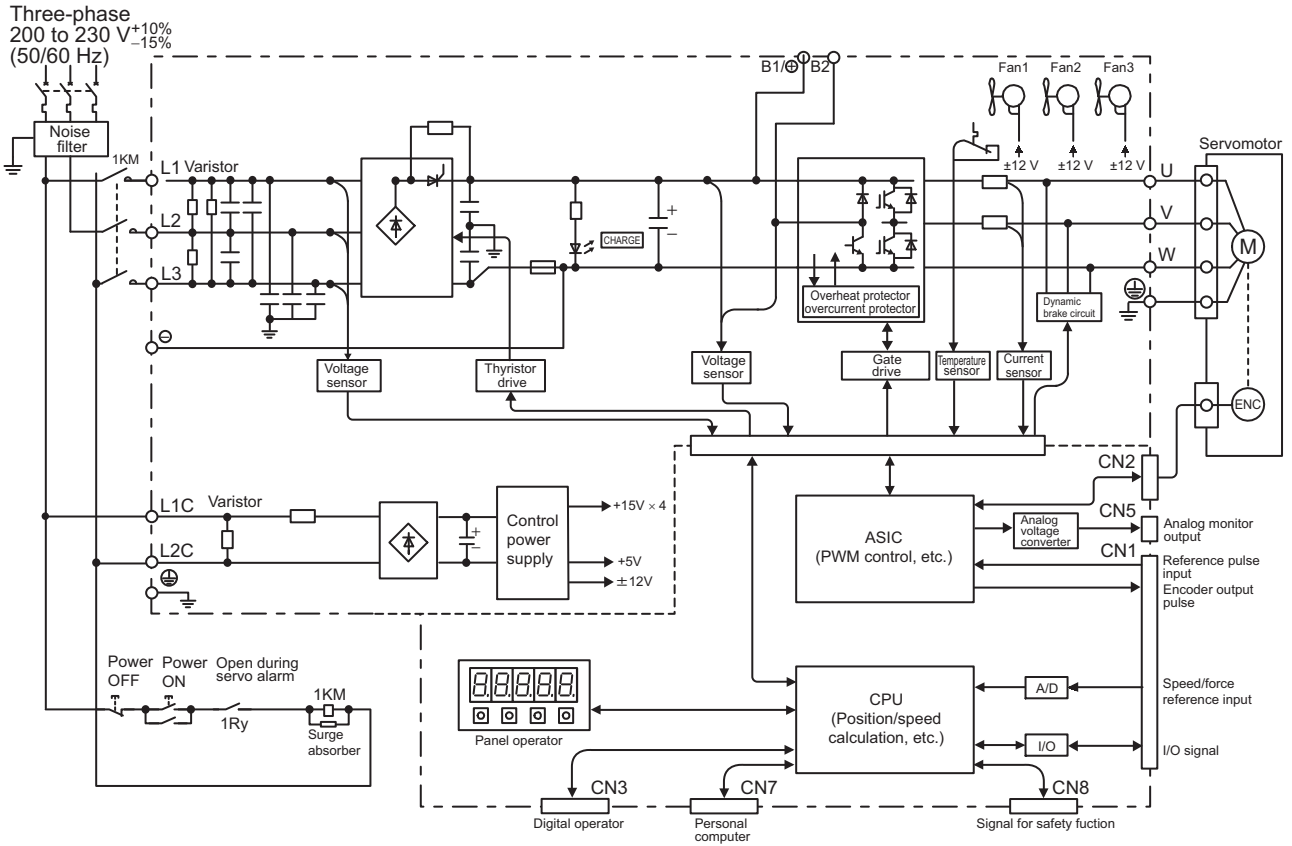 Three-phase
200 to 230 V +10%
−15%
(50/60 Hz)
B1/⊕ B2
Fan1 Fan2 Fan3
Noise
filter
1KM
±12 V ±12 V ±12 V
Servomotor
L1 Varistor
U
L2
V
+
−
CHARGE
M
W
L3
Overheat protector
overcurrent protector
Dynamic
brake circuit
⊖
Voltage
sensor
Thyristor
drive
Voltage
sensor
Gate
drive
Temperature
sensor
Current
sensor
ENC
CN2
L1C Varistor
+15V × 4
+
−
Control
power
supply
ASIC
(PWM control, etc.)
Analog
voltage
converter
CN5
Analog monitor
output
L2C
+5V
±12V
CN1
Reference pulse
input
Encoder output
pulse
Power
OFF
Power
ON
Open during
servo alarm
1KM
1Ry
Surge
absorber
8.8.8.8.8.
Panel operator
CPU
(Position/speed
calculation, etc.)
A/D
Speed/force
reference input
I/O
I/O signal
CN3
CN7
CN8
Digital operator
Personal
computer
Signal for safety fuction